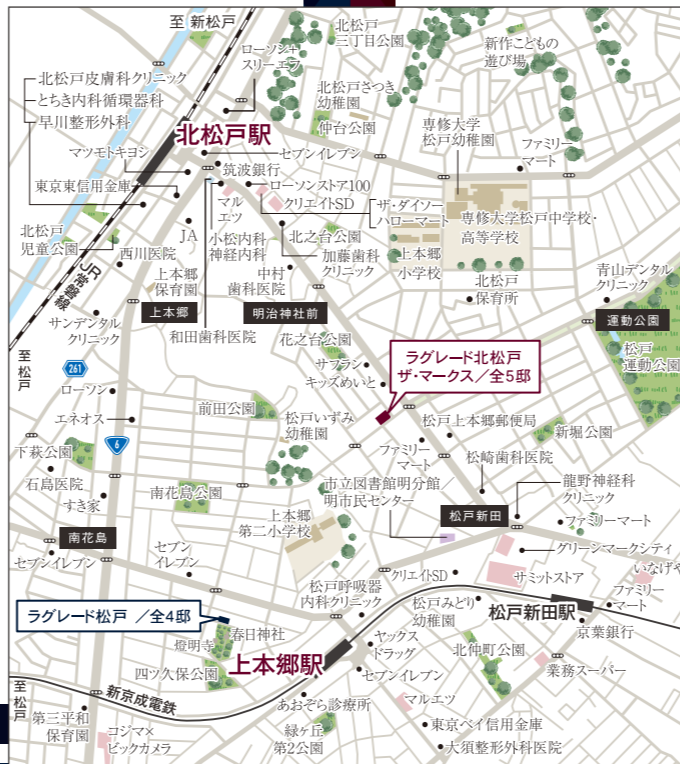 至 新松戸
ローソン+
スリーエフ
北松戸
三丁目公園
新作こどもの
遊び場
北松戸皮膚科クリニック
とちき内科循環器科
早川整形外科
北松戸さつき
幼稚園
仲台公園
専修大学
松戸幼稚園
ファミリー
マート
マツモトキヨシ
北松戸駅
セブンイレブン
筑波銀行
東京東信用金庫
ローソンストア100
クリエイトSD
マル
エツ
ザ・ダイソー
ハローマート
専修大学松戸中学校・
高等学校
北松戸
児童公園
JA
西川医院
小松内科
神経内科
北之台公園
加藤歯科
クリニック
上本郷
小学校
上本郷
保育園
中村
歯科医院
北松戸
保育所
青山デンタル
クリニック
JR常磐線
サンデンタル
クリニック
上本郷
和田歯科医院
明治神社前
運動公園
松戸
運動公園
至 松戸
花之台公園
サフラン
キッズめいと
ラグレード北松戸
ザ・マークス/全5邸
261
ローソン
前田公園
松戸いずみ
幼稚園
松戸上本郷郵便局
新堀公園
エネオス
6
ファミリー
マート
松崎歯科医院
下萩公園
石島医院
すき家
南花島公園
市立図書館明分館
明市民センター
龍野神経科
クリニック
上本郷
第二小学校
松戸新田
ファミリーマート
南花島
セブンイレブン
セブン
イレブン
グリーンマークシティ
クリエイトSD
サミットストア
いなげや
松戸呼吸器
内科クリニック
松戸みどり
幼稚園
松戸新田駅
ファミリー
マート
京葉銀行
ラグレード松戸 /全4邸
春日神社
燈明寺
上本郷駅
ヤックス
ドラッグ
北仲町公園
業務スーパー
四ツ久保公園
セブンイレブン
至 松戸
新京成電鉄
あおぞら診療所
マルエツ
第三平和
保育園
コジマ×
ビックカメラ
緑ヶ丘
第2公園
東京ベイ信用金庫
大須整形外科医院